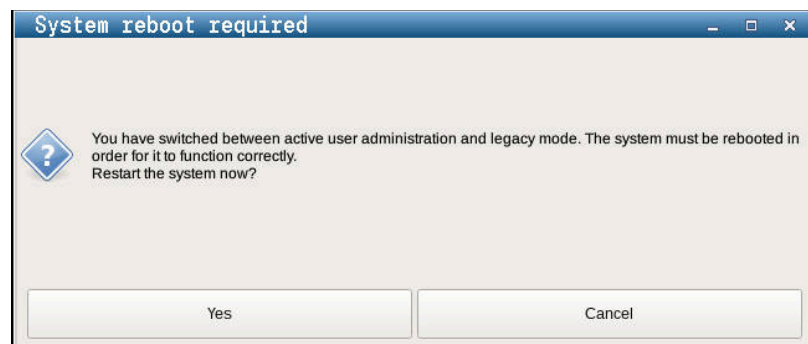 System reboot required
You have switched between active user administration and legacy mode. The system must be rebooted in
order for it to function correctly.
Restart the system now?
Yes
Cancel